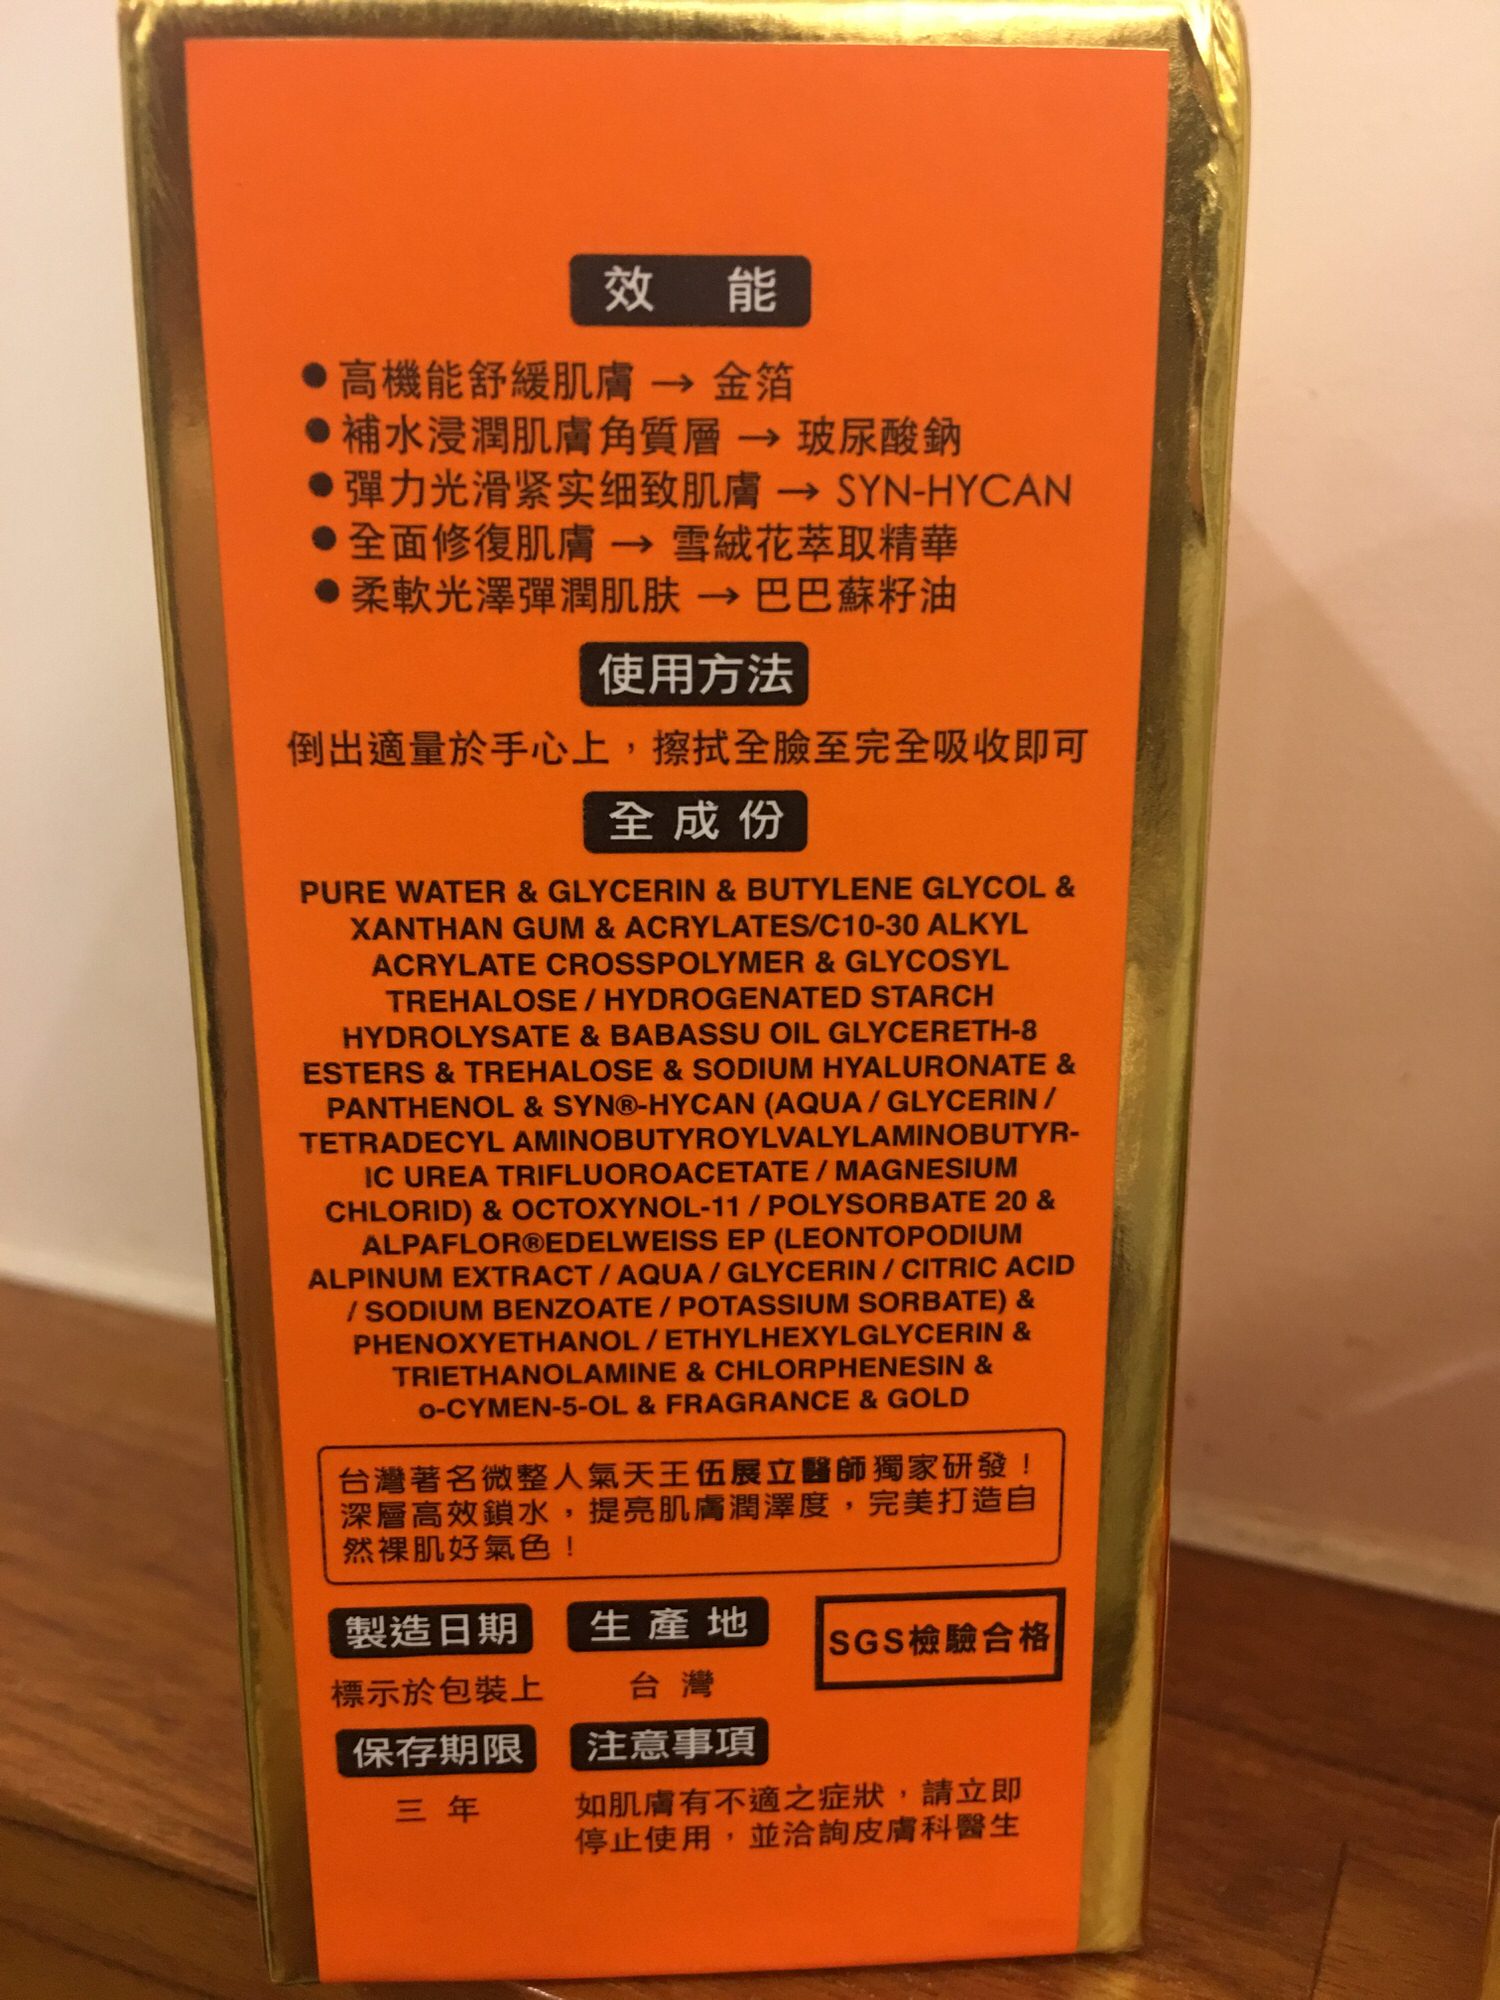 效 能
●高機能舒緩肌膚 → 金箔
●補水浸潤肌膚角質層 → 玻尿酸鈉
●彈力光滑紧实细致肌膚 → SYN-HYCAN
●全面修復肌膚 → 雪絨花萃取精華
●柔軟光澤彈潤肌肤 → 巴巴蘇籽油
使用方法
倒出適量於手心上，擦拭全臉至完全吸收即可
全成份
PURE WATER & GLYCERIN & BUTYLENE GLYCOL &
XANTHAN GUM & ACRYLATES/C10-30 ALKYL
ACRYLATE CROSSPOLYMER & GLYCOSYL
TREHALOSE / HYDROGENATED STARCH
HYDROLYSATE & BABASSU OIL GLYCERETH-8
ESTERS & TREHALOSE & SODIUM HYALURONATE &
PANTHENOL & SYN®-HYCAN (AQUA / GLYCERIN /
TETRADECYL AMINOBUTYROYLVALYLAMINOBUTYR-
IC UREA TRIFLUOROACETATE / MAGNESIUM
CHLORID) & OCTOXYNOL-11 / POLYSORBATE 20 &
ALPAFLOR®EDELWEISS EP (LEONTOPODIUM
ALPINUM EXTRACT / AQUA / GLYCERIN / CITRIC ACID
/ SODIUM BENZOATE / POTASSIUM SORBATE) &
PHENOXYETHANOL / ETHYLHEXYLGLYCERIN &
TRIETHANOLAMINE & CHLORPHENESIN &
o-CYMEN-5-OL & FRAGRANCE & GOLD
台灣著名微整人氣天王伍展立醫師獨家研發！
深層高效鎖水，提亮肌膚潤澤度，完美打造自
然裸肌好氣色！
製造日期
標示於包裝上
生產地
台灣
SGS檢驗合格
保存期限
三年
注意事項
如肌膚有不適之症狀，請立即
停止使用，並洽詢皮膚科醫生